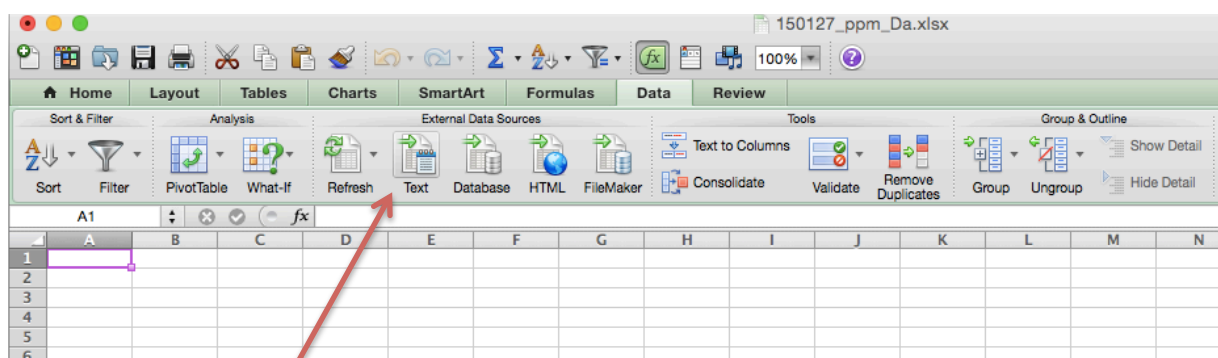 150127_ppm_Da.xlsx
100%
Home Layout Tables Charts SmartArt Formulas Data Review
Sort & Filter Analysis External Data Sources Tools Group & Outline
Sort Filter PivotTable What-If Refresh Text Database HTML FileMaker Text to Columns Consolidate Validate Remove Duplicates Group Ungroup Show Detail Hide Detail
A1 fx
A B C D E F G H I J K L M N
1
2
3
4
5
6